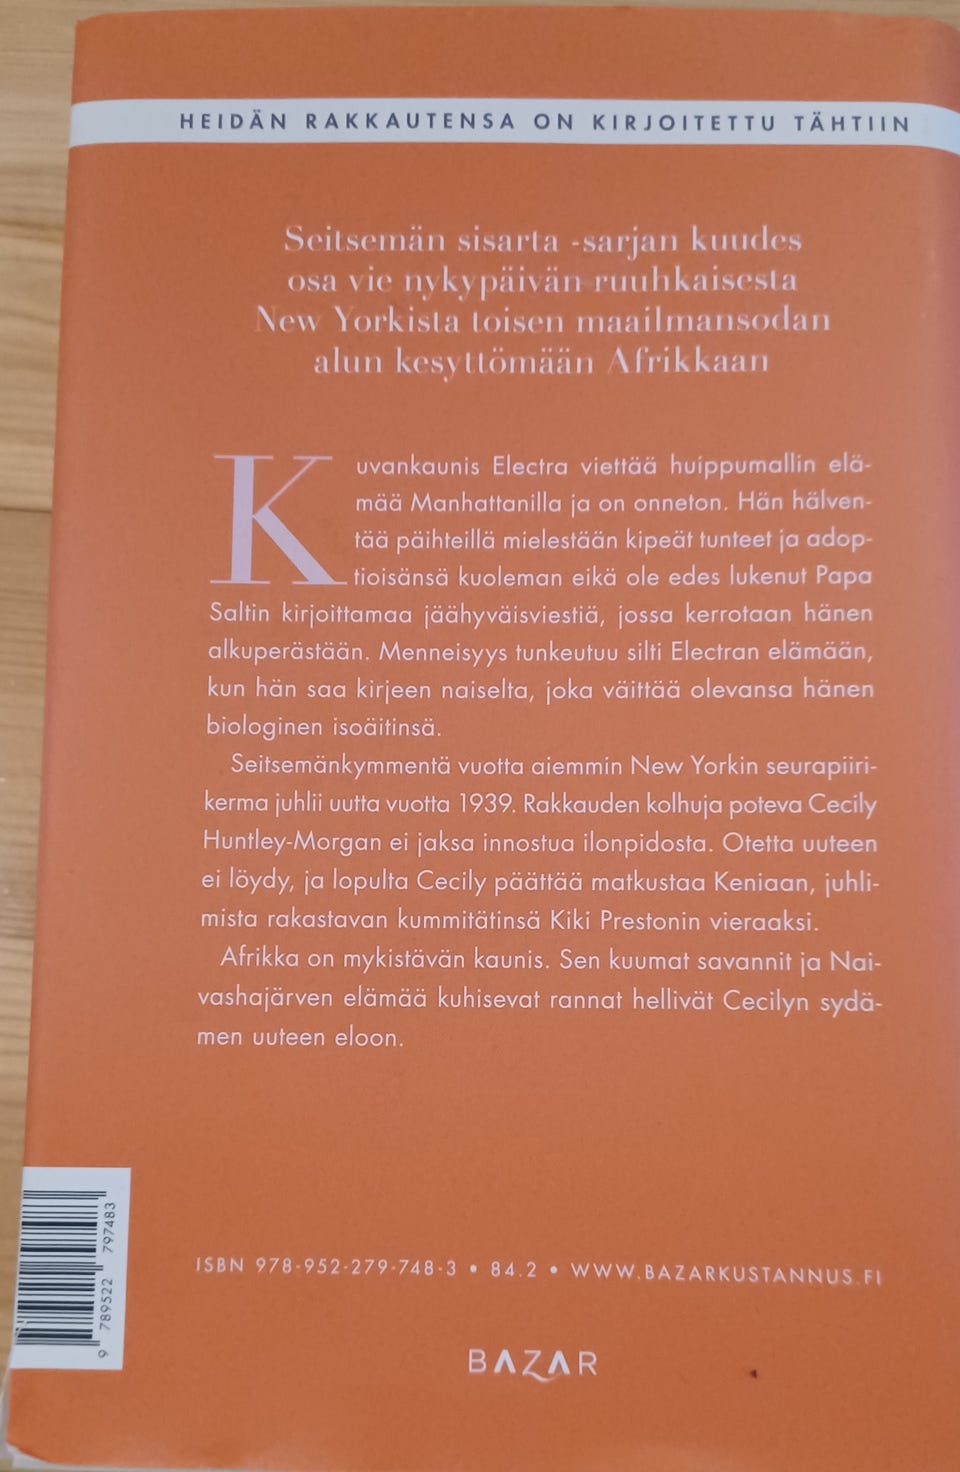 HEIDÄN RAKKAUTENSA ON KIRJOITETTU TÄHTIIN
Seitsemän sisarta -sarjan kuudes
osa vie nykypäivän ruuhkaisesta
New Yorkista toisen maailmansodan
alun kesyttömään Afrikkaan
Kuvankaunis Electra viettää huippumallin elä-
mää Manhattanilla ja on onneton. Hän hälven-
tää päihteillä mielestään kipeät tunteet ja adop-
tioisänsä kuoleman eikä ole edes lukenut Papa
Saltin kirjoittamaa jäähyväisviestiä, jossa kerrotaan hänen
alkuperästään. Menneisyys tunkeutuu silti Electran elämään,
kun hän saa kirjeen naiselta, joka väittää olevansa hänen
biologinen isoäitinsä.
Seitsemänkymmentä vuotta aiemmin New Yorkin seurapiiri-
kerma juhlii uutta vuotta 1939. Rakkauden kolhuja poteva Cecily
Huntley-Morgan ei jaksa innostua ilonpidosta. Otetta uuteen
ei löydy, ja lopulta Cecily päättää matkustaa Keniaan, juhli-
mista rakastavan kummitätinsä Kiki Prestonin vieraaksi.
Afrikka on mykistävän kaunis. Sen kuumat savannit ja Nai-
vashajärven elämää kuhisevat rannat hellivät Cecilyn sydä-
men uuteen eloon.
9 789522 797483
ISBN 978-952-279-748-3 • 84.2 • WWW.BAZARKUSTANNUS.FI
BAZAR